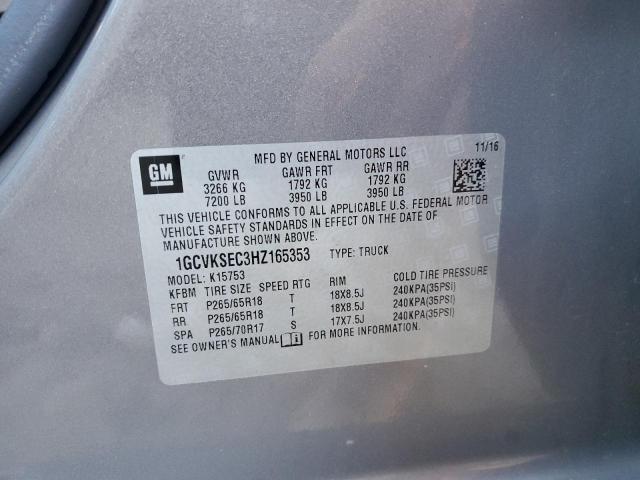 GM
MFD BY GENERAL MOTORS LLC 11/16
GVWR GAWR FRT GAWR RR
3266 KG 1792 KG 1792 KG
7200 LB 3950 LB 3950 LB
THIS VEHICLE CONFORMS TO ALL APPLICABLE U.S. FEDERAL MOTOR
VEHICLE SAFETY STANDARDS IN EFFECT ON THE DATE OF
MANUFACTURE SHOWN ABOVE.
1GCVKSEC3HZ165353 TYPE: TRUCK
MODEL: K15753
KFBM TIRE SIZE SPEED RTG RIM COLD TIRE PRESSURE
FRT P265/65R18 T 18X8.5J 240KPA(35PSI)
RR P265/65R18 T 18X8.5J 240KPA(35PSI)
SPA P265/70R17 S 17X7.5J 240KPA(35PSI)
SEE OWNER'S MANUAL FOR MORE INFORMATION.